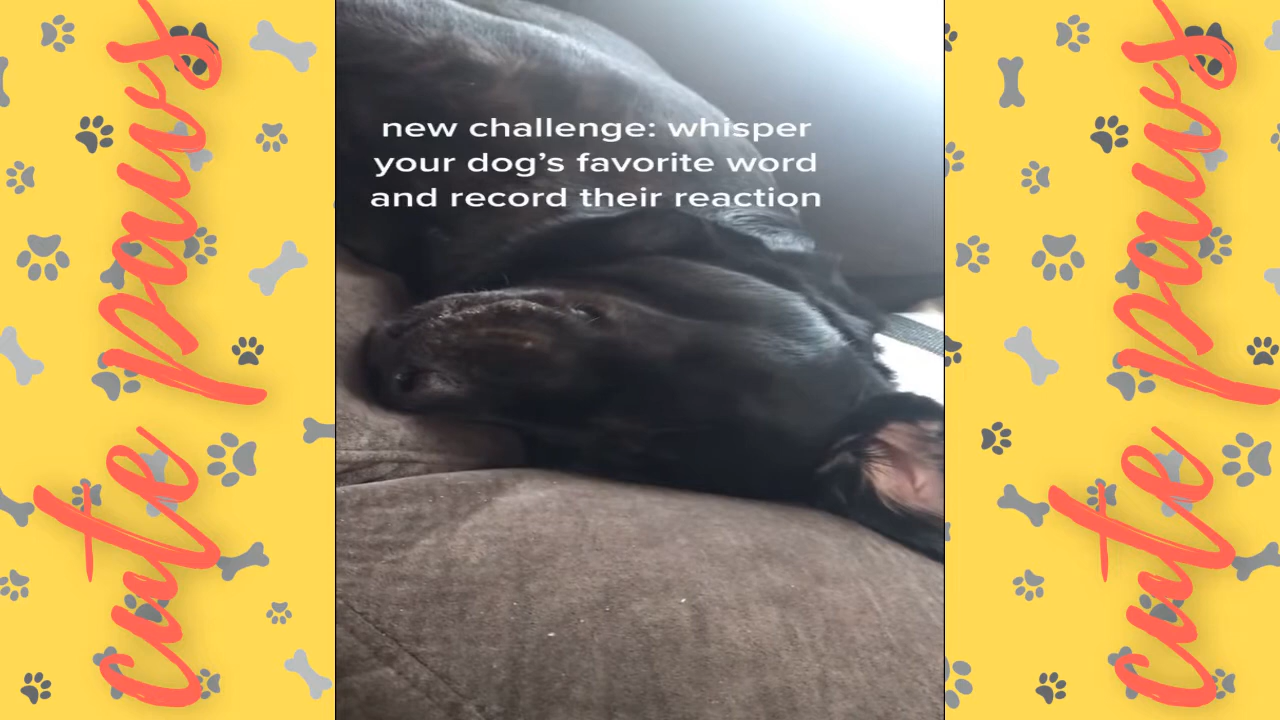 cute paws
new challenge: whisper
your dog’s favorite word
and record their reaction
cute paws